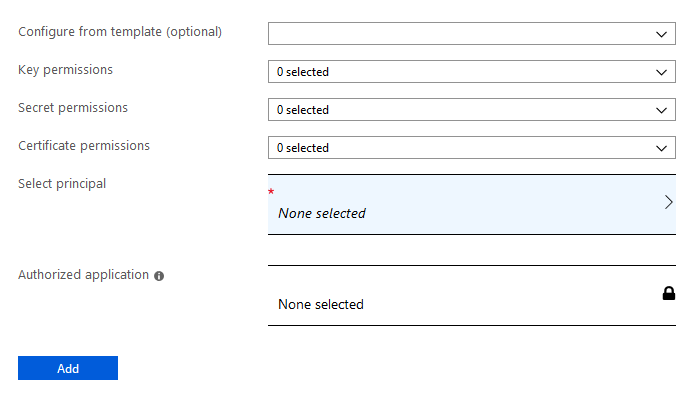 Configure from template (optional)
Key permissions 0 selected
Secret permissions 0 selected
Certificate permissions 0 selected
Select principal
*
None selected
Authorized application
None selected
Add